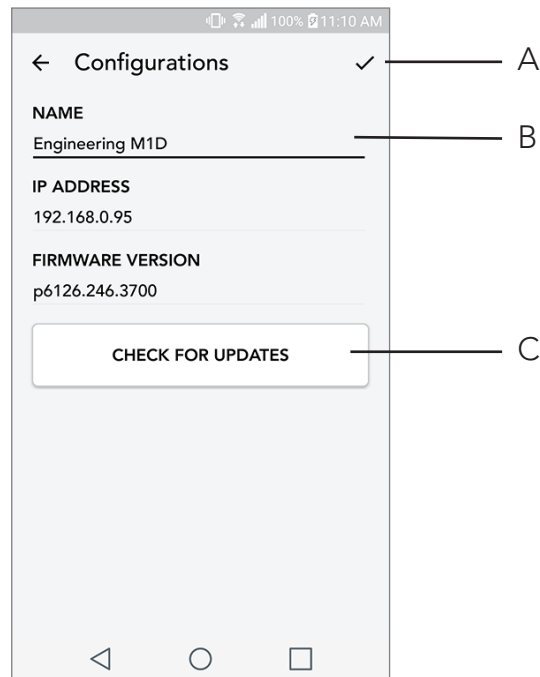 100% 11:10 AM
Configurations
A
NAME
Engineering M1D
B
IP ADDRESS
192.168.0.95
FIRMWARE VERSION
p6126.246.3700
CHECK FOR UPDATES
C